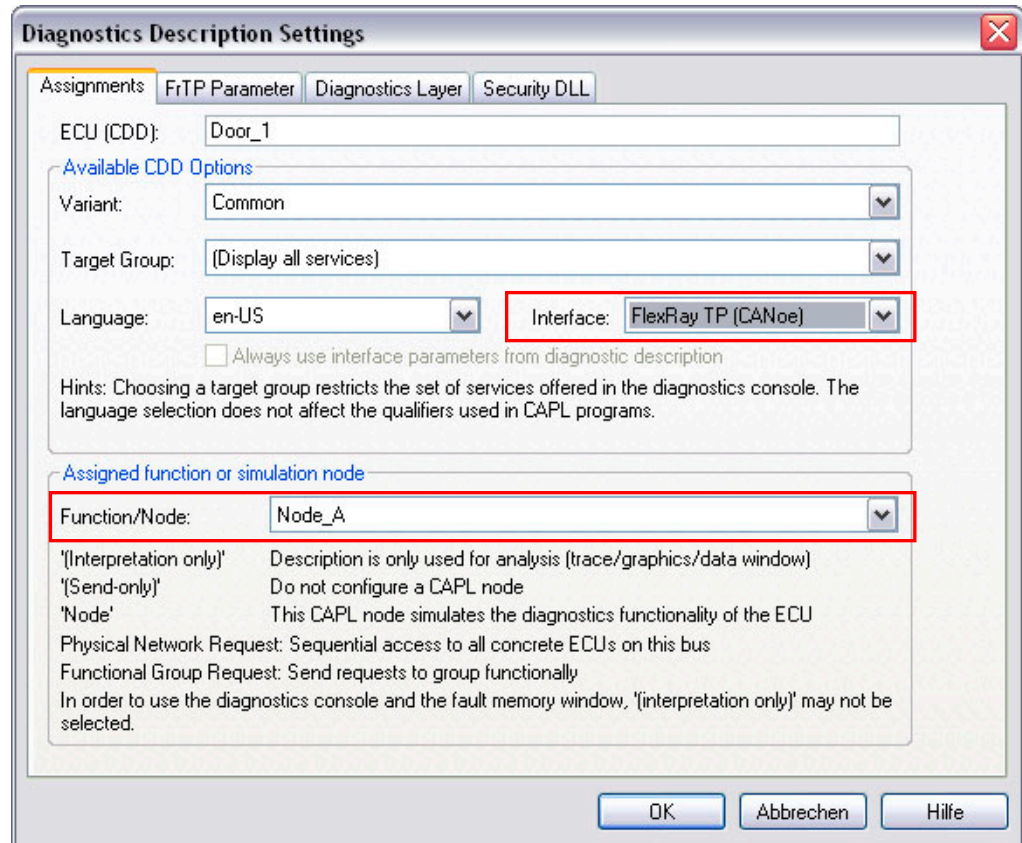 Diagnostics Description Settings
Assignments FrTP Parameter Diagnostics Layer Security DLL
ECU (CDD): Door_1
Available CDD Options
Variant: Common
Target Group: (Display all services)
Language: en-US Interface: FlexRay TP (CANoe)
Always use interface parameters from diagnostic description
Hints: Choosing a target group restricts the set of services offered in the diagnostics console. The
language selection does not affect the qualifiers used in CAPL programs.
Assigned function or simulation node
Function/Node: Node_A
'(Interpretation only)' Description is only used for analysis (trace/graphics/data window)
'(Send-only)' Do not configure a CAPL node
'Node' This CAPL node simulates the diagnostics functionality of the ECU
Physical Network Request: Sequential access to all concrete ECUs on this bus
Functional Group Request: Send requests to group functionally
In order to use the diagnostics console and the fault memory window, '(interpretation only)' may not be
selected.
OK Abbrechen Hilfe